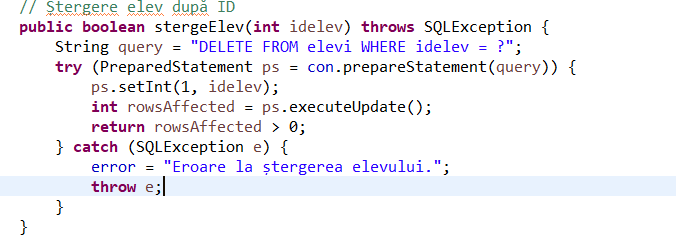 // Ștergere elev după ID
public boolean stergeElev(int idelev) throws SQLException {
String query = "DELETE FROM elevi WHERE idelev = ?";
try (PreparedStatement ps = con.prepareStatement(query)) {
ps.setInt(1, idelev);
int rowsAffected = ps.executeUpdate();
return rowsAffected > 0;
} catch (SQLException e) {
error = "Eroare la ștergerea elevului.";
throw e;
}
}